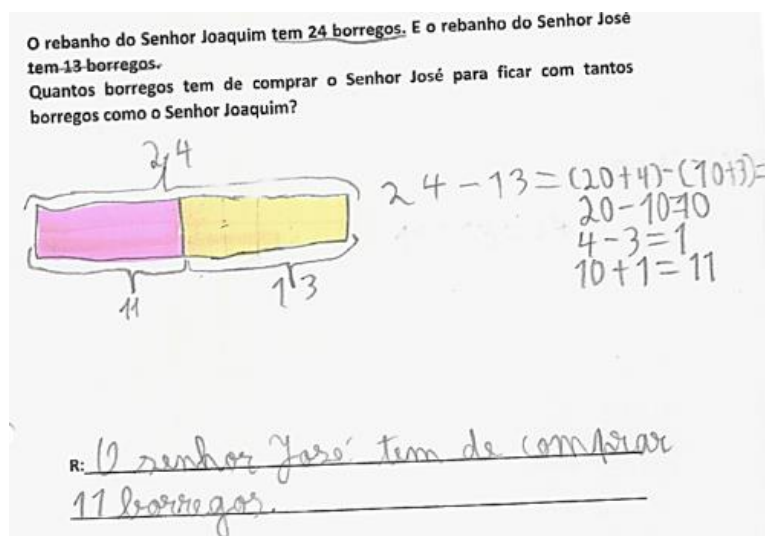 O rebanho do Senhor Joaquim tem 24 borregos. E o rebanho do Senhor José
tem 13 borregos.
Quantos borregos tem de comprar o Senhor José para ficar com tantos
borregos como o Senhor Joaquim?
24
11
13
24-13=(20+4)-(10+3)=
20-10=10
4-3=1
10+1=11
R: O senhor José tem de comprar
11 borregos.